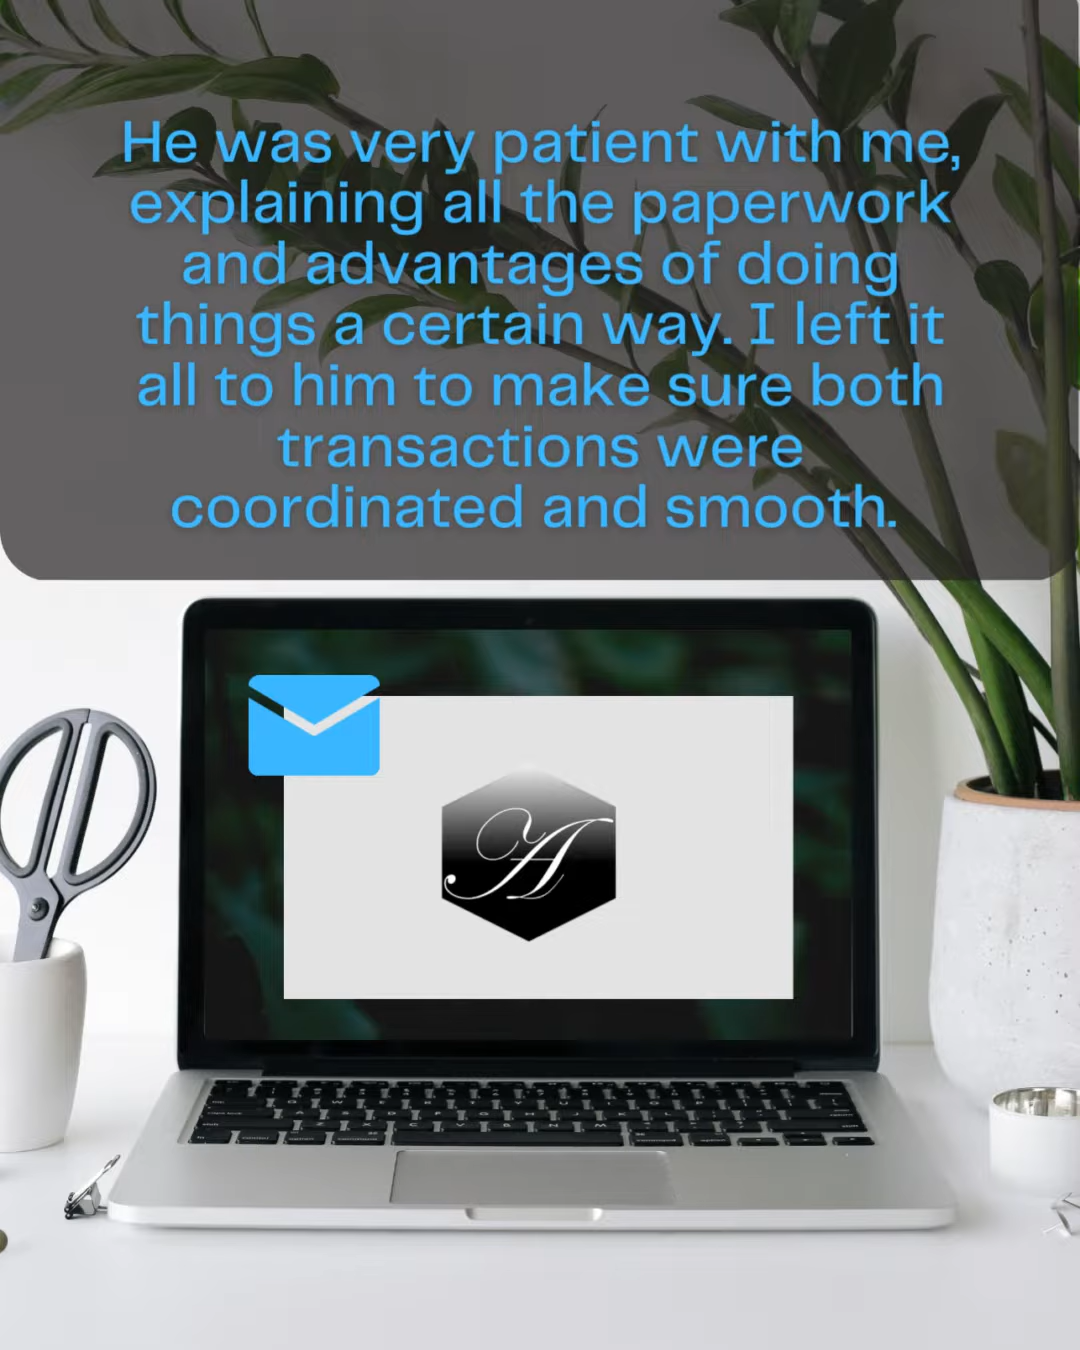 He was very patient with me,
explaining all the paperwork
and advantages of doing
things a certain way. I left it
all to him to make sure both
transactions were
coordinated and smooth.
A